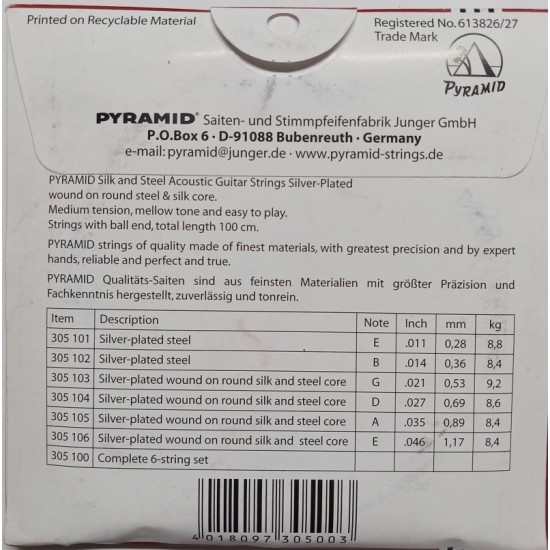 Printed on Recyclable Material
Registered No.613826/27
Trade Mark
PYRAMID
PYRAMID® Saiten- und Stimmpfeifenfabrik Junger GmbH
P.O.Box 6 · D-91088 Bubenreuth · Germany
e-mail: pyramid@junger.de · www.pyramid-strings.de
PYRAMID Silk and Steel Acoustic Guitar Strings Silver-Plated
wound on round steel & silk core.
Medium tension, mellow tone and easy to play.
Strings with ball end, total length 100 cm.
PYRAMID strings of quality made of finest materials, with greatest precision and by expert
hands, reliable and perfect and true.
PYRAMID Qualitäts-Saiten sind aus feinsten Materialien mit größter Präzision und
Fachkenntnis hergestellt, zuverlässig und tonrein.
Item Description Note Inch mm kg
305 101 Silver-plated steel E .011 0,28 8,8
305 102 Silver-plated steel B .014 0,36 8,4
305 103 Silver-plated wound on round silk and steel core G .021 0,53 9,2
305 104 Silver-plated wound on round silk and steel core D .027 0,69 8,6
305 105 Silver-plated wound on round silk and steel core A .035 0,89 8,4
305 106 Silver-plated wound on round silk and steel core E .046 1,17 8,4
305 100 Complete 6-string set
4 018097 305003